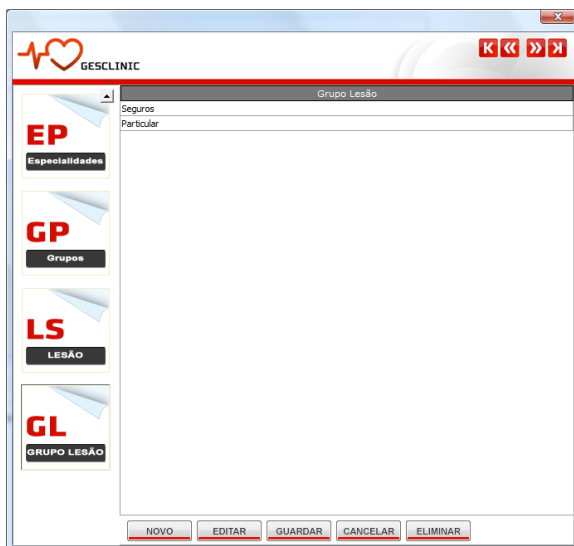 GESCLINIC
K « » K
EP
Especialidades
GP
Grupos
LS
LESÃO
GL
GRUPO LESÃO
Grupo Lesão
Seguros
Particular
NOVO EDITAR GUARDAR CANCELAR ELIMINAR